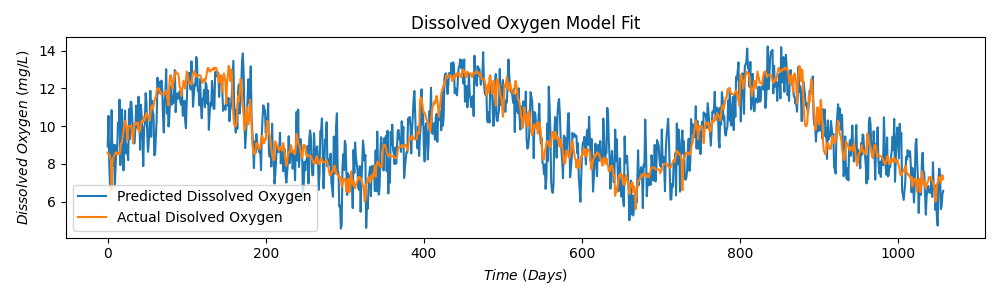 Dissolved Oxygen Model Fit
Dissolved Oxygen (mg/L)
14
12
10
8
6
Predicted Dissolved Oxygen
Actual Disolved Oxygen
0
200
400
600
800
1000
Time (Days)